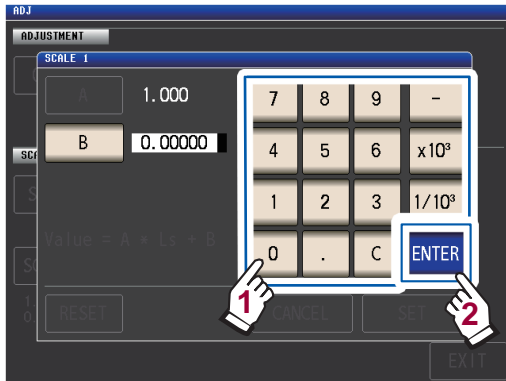 ADJ
ADJUSTMENT
SCALE 1
A 1.000
B 0.00000
7 8 9 -
4 5 6 x10³
1 2 3 1/10³
0 . C ENTER
Value = A * Ls + B
1 2
RESET CANCEL SET
EXIT